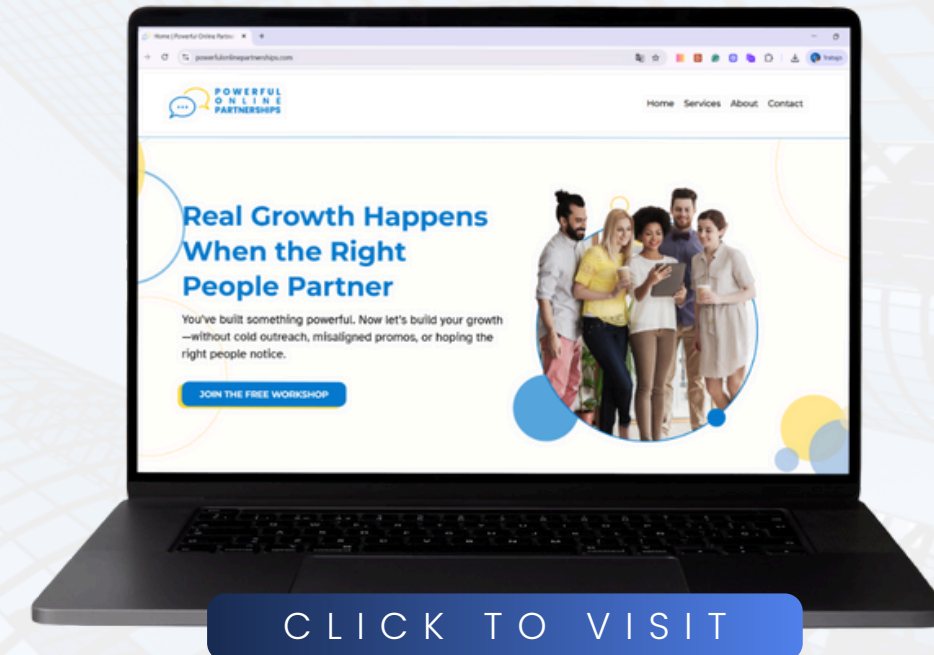 Home | Powerful Online Partner
powerfulonlinepartnerships.com
Trabajo
POWERFUL
ONLINE
PARTNERSHIPS
Home Services About Contact
Real Growth Happens
When the Right
People Partner
You've built something powerful. Now let's build your growth
—without cold outreach, misaligned promos, or hoping the
right people notice.
JOIN THE FREE WORKSHOP
CLICK TO VISIT